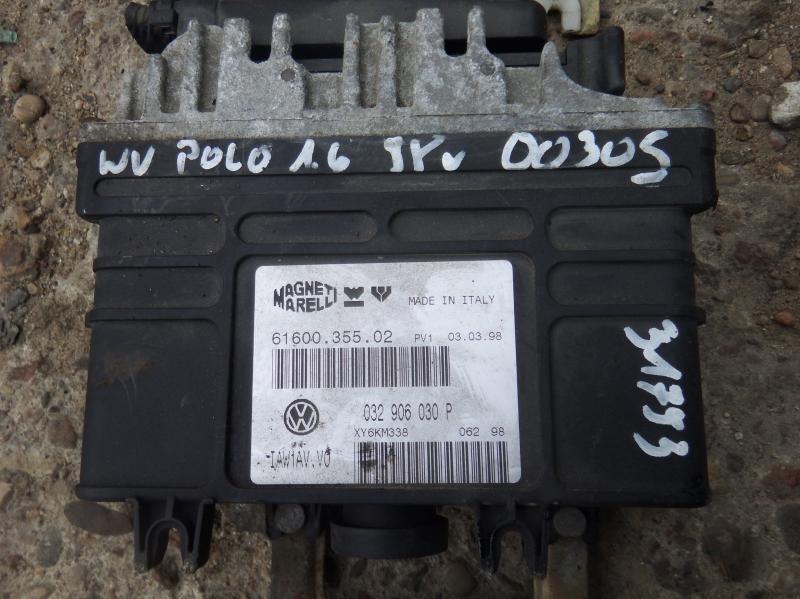 WV POLO 1.6 00305
MAGNETI
MARELLI
MADE IN ITALY
61600.355.02 PV1 03.03.98
032 906 030 P
XY6KM338 062 98
IAW1AV.V0
31793